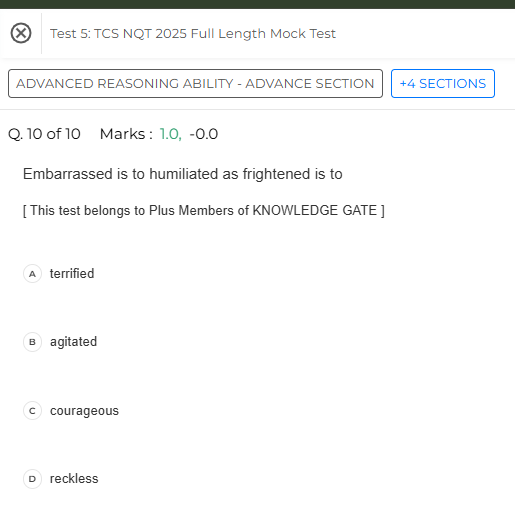 Test 5: TCS NQT 2025 Full Length Mock Test
ADVANCED REASONING ABILITY - ADVANCE SECTION
+4 SECTIONS
Q. 10 of 10 Marks : 1.0, -0.0
Embarrassed is to humiliated as frightened is to
[ This test belongs to Plus Members of KNOWLEDGE GATE ]
A terrified
B agitated
C courageous
D reckless